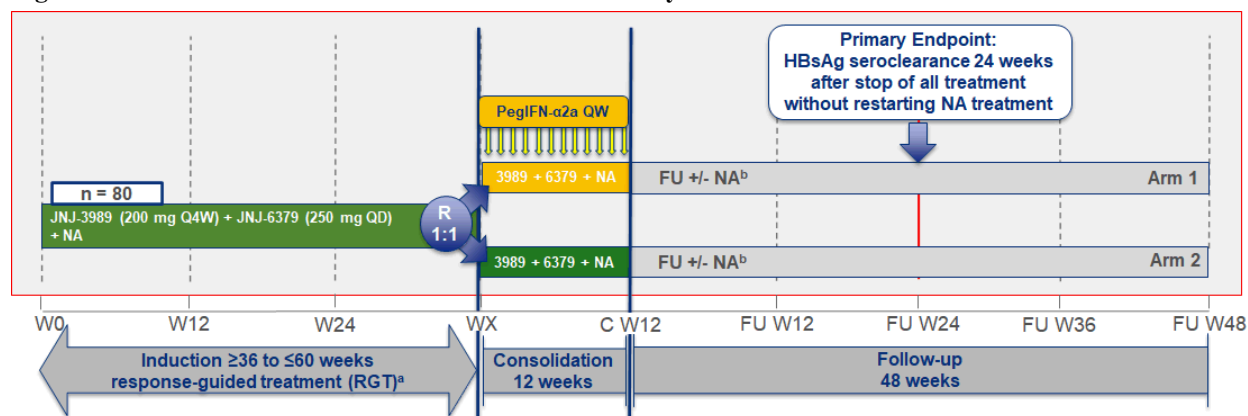 Primary Endpoint:
HBsAg seroclearance 24 weeks
after stop of all treatment
without restarting NA treatment
PegIFN-α2a QW
3989 + 6379 + NA
FU +/- NAᵇ
Arm 1
n = 80
JNJ-3989 (200 mg Q4W) + JNJ-6379 (250 mg QD)
+ NA
R
1:1
3989 + 6379 + NA
FU +/- NAᵇ
Arm 2
W0
W12
W24
WX
C W12
FU W12
FU W24
FU W36
FU W48
Induction ≥36 to ≤60 weeks
response-guided treatment (RGT)ᵃ
Consolidation
12 weeks
Follow-up
48 weeks